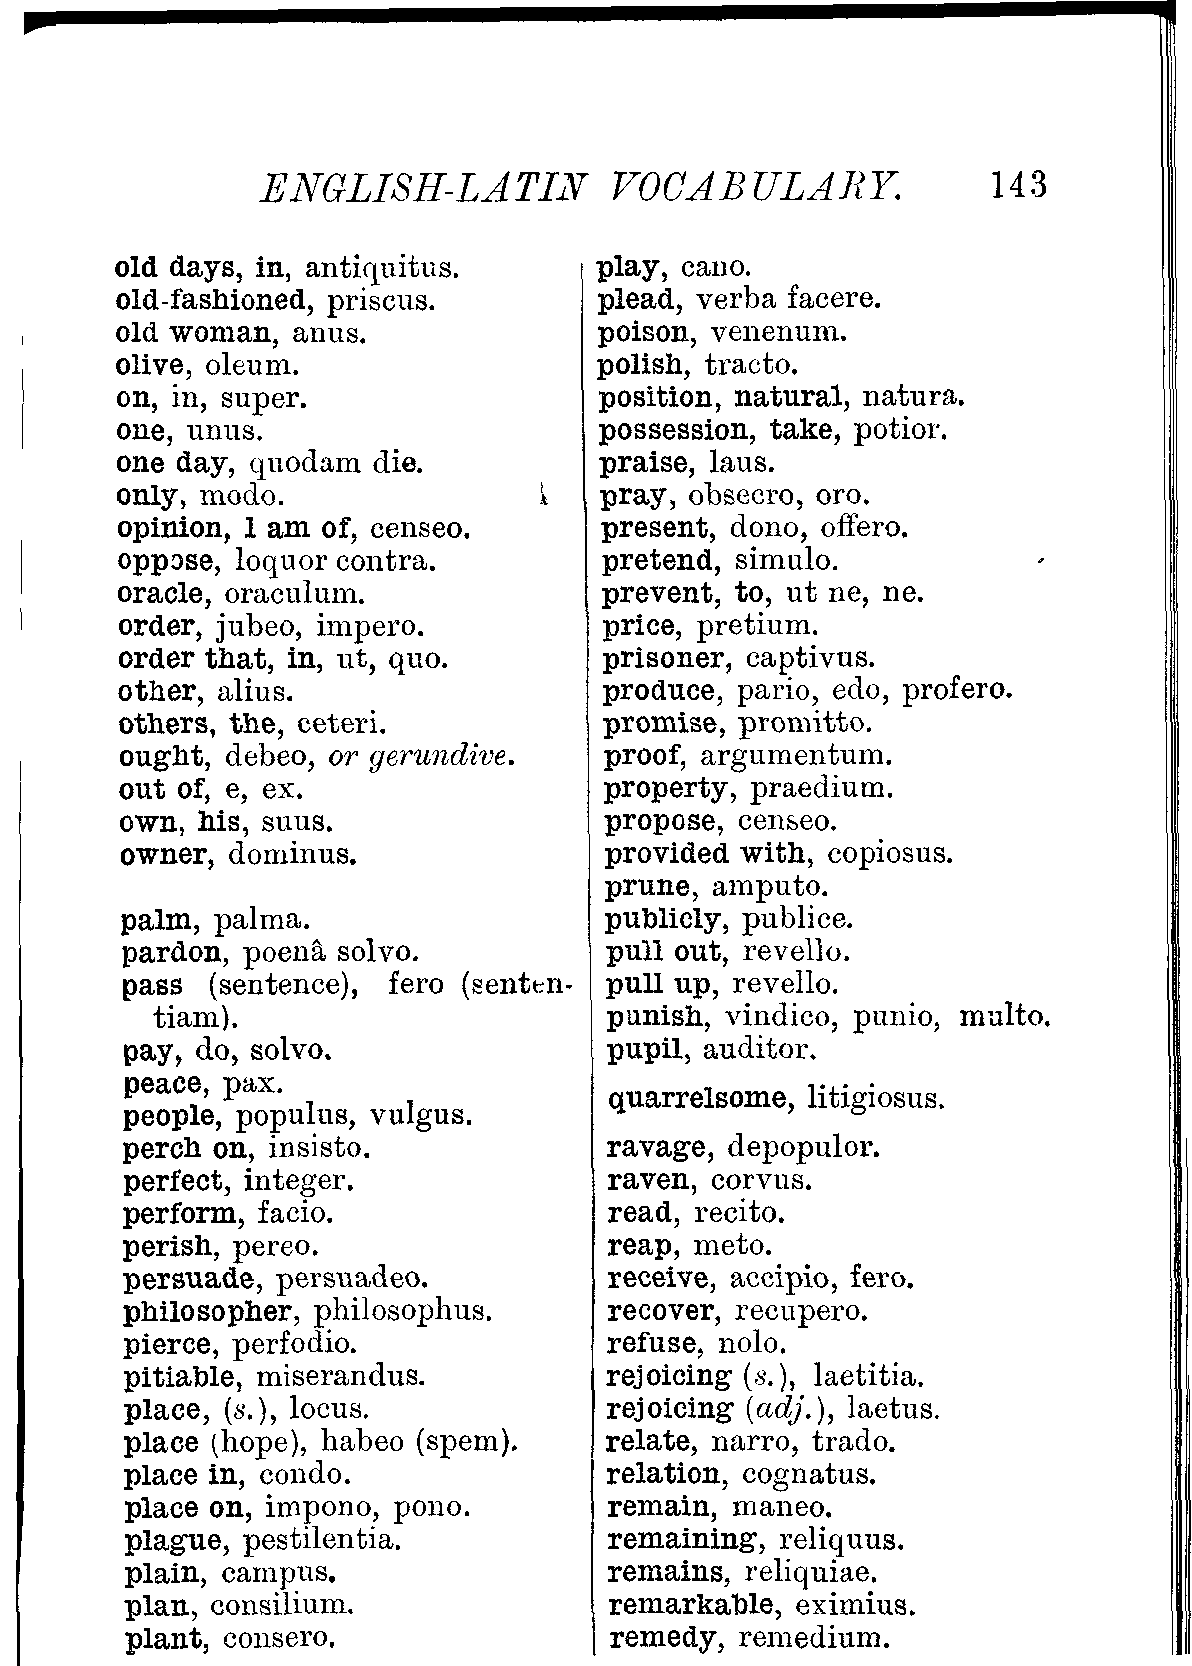 ENGLISH-LATIN VOCABULARY. 143
old days, in, antiquitus.
old-fashioned, priscus.
old woman, anus.
olive, oleum.
on, in, super.
one, unus.
one day, quodam die.
only, modo.
opinion, I am of, censeo.
oppose, loquor contra.
oracle, oraculum.
order, jubeo, impero.
order that, in, ut, quo.
other, alius.
others, the, ceteri.
ought, debeo, or gerundive.
out of, e, ex.
own, his, suus.
owner, dominus.
palm, palma.
pardon, poenâ solvo.
pass (sentence), fero (senten-
tiam).
pay, do, solvo.
peace, pax.
people, populus, vulgus.
perch on, insisto.
perfect, integer.
perform, facio.
perish, pereo.
persuade, persuadeo.
philosopher, philosophus.
pierce, perfodio.
pitiable, miserandus.
place, (s.), locus.
place (hope), habeo (spem).
place in, condo.
place on, impono, pono.
plague, pestilentia.
plain, campus.
plan, consilium.
plant, consero.
play, cano.
plead, verba facere.
poison, venenum.
polish, tracto.
position, natural, natura.
possession, take, potior.
praise, laus.
pray, obsecro, oro.
present, dono, offero.
pretend, simulo.
prevent, to, ut ne, ne.
price, pretium.
prisoner, captivus.
produce, pario, edo, profero.
promise, promitto.
proof, argumentum.
property, praedium.
propose, censeo.
provided with, copiosus.
prune, amputo.
publicly, publice.
pull out, revello.
pull up, revello.
punish, vindico, punio, multo.
pupil, auditor.
quarrelsome, litigiosus.
ravage, depopulor.
raven, corvus.
read, recito.
reap, meto.
receive, accipio, fero.
recover, recupero.
refuse, nolo.
rejoicing (s.), laetitia.
rejoicing (adj.), laetus.
relate, narro, trado.
relation, cognatus.
remain, maneo.
remaining, reliquus.
remains, reliquiae.
remarkable, eximius.
remedy, remedium.